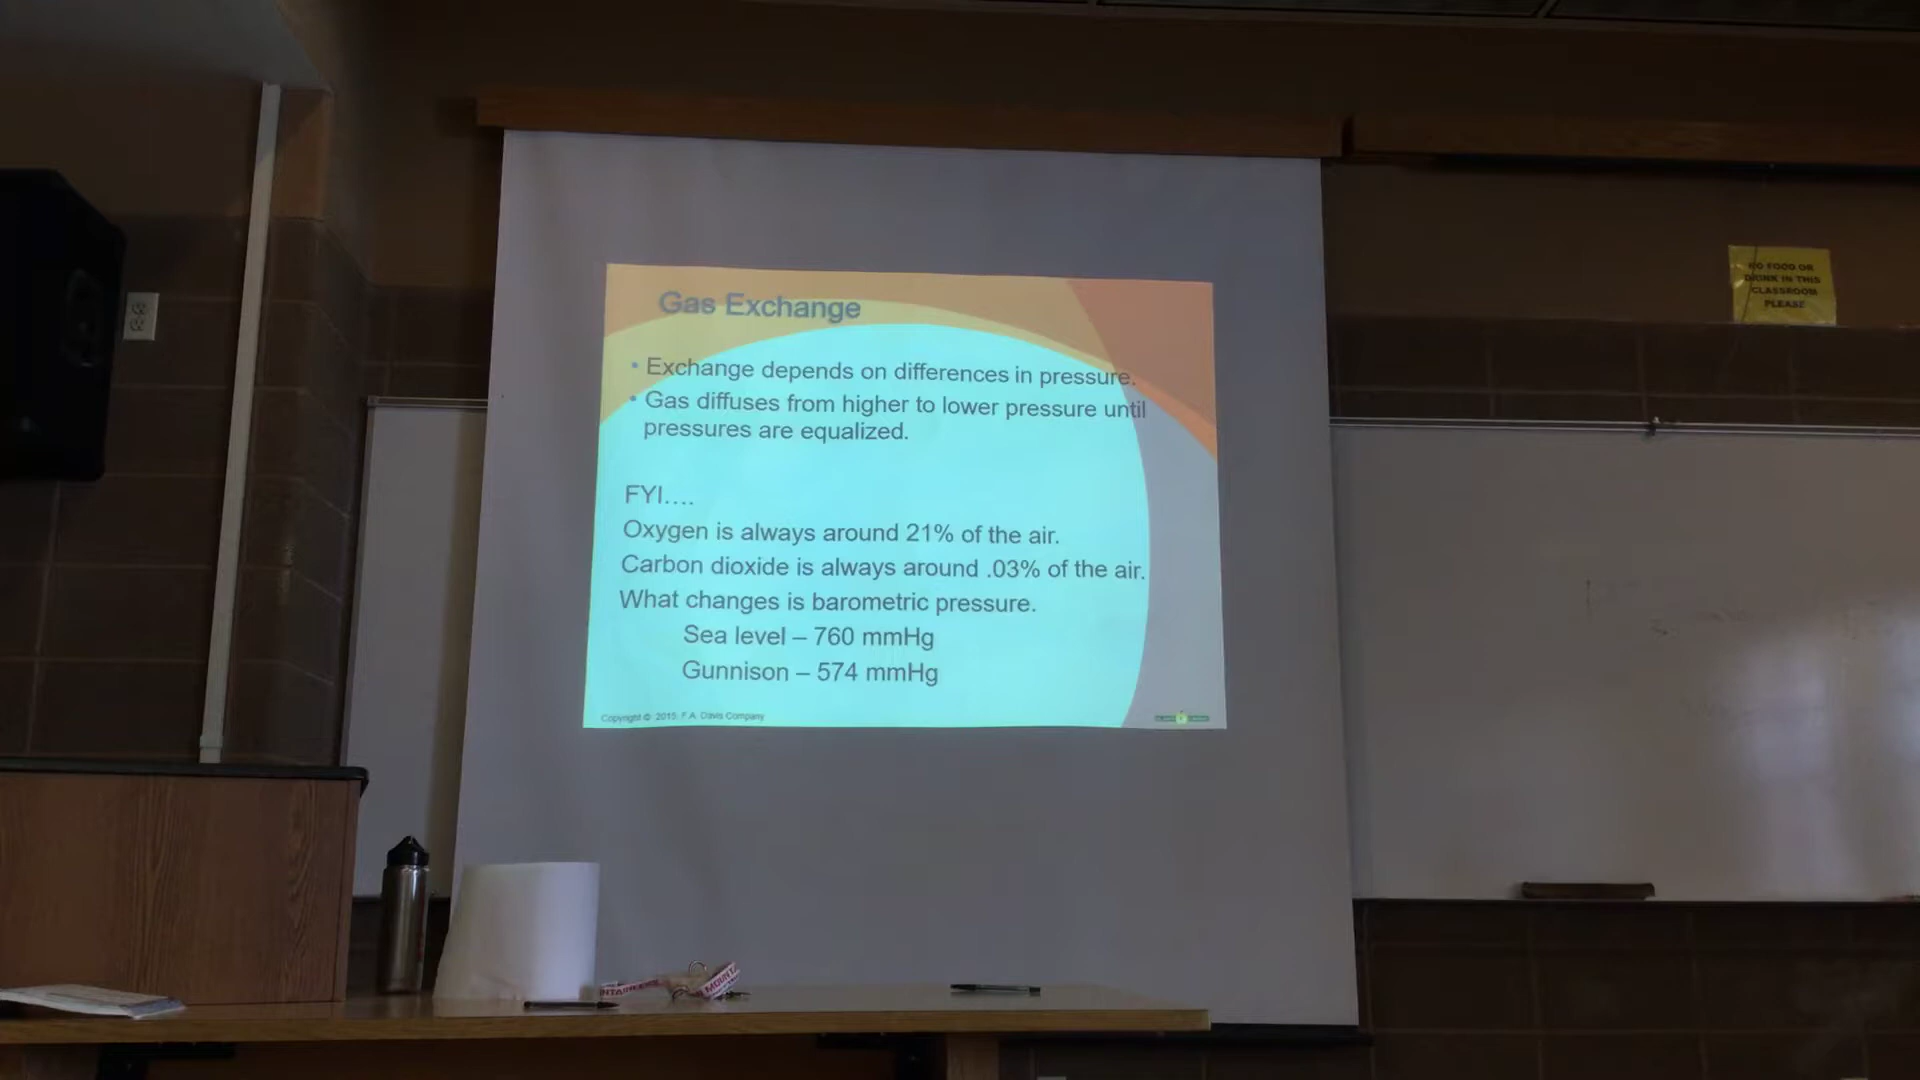 Gas Exchange
• Exchange depends on differences in pressure.
• Gas diffuses from higher to lower pressure until
pressures are equalized.
FYI....
Oxygen is always around 21% of the air.
Carbon dioxide is always around .03% of the air.
What changes is barometric pressure.
Sea level – 760 mmHg
Gunnison – 574 mmHg
Copyright © 2015. F.A. Davis Company
NO FOOD OR
DRINK IN THIS
CLASSROOM
PLEASE